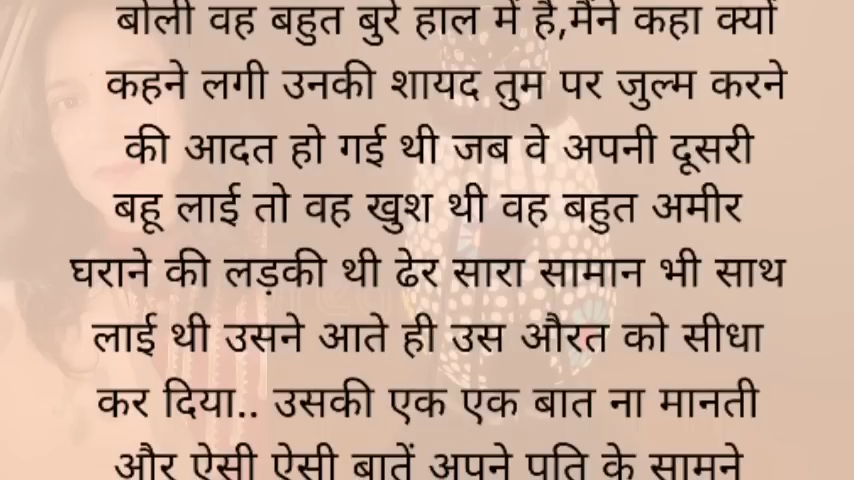 बोली वह बहुत बुरे हाल में है,मैंने कहा क्यों
कहने लगी उनकी शायद तुम पर जुल्म करने
की आदत हो गई थी जब वे अपनी दूसरी
बहू लाई तो वह खुश थी वह बहुत अमीर
घराने की लड़की थी ढेर सारा सामान भी साथ
लाई थी उसने आते ही उस औरत को सीधा
कर दिया.. उसकी एक एक बात ना मानती
और ऐसी ऐसी बातें अपने पति के सामने